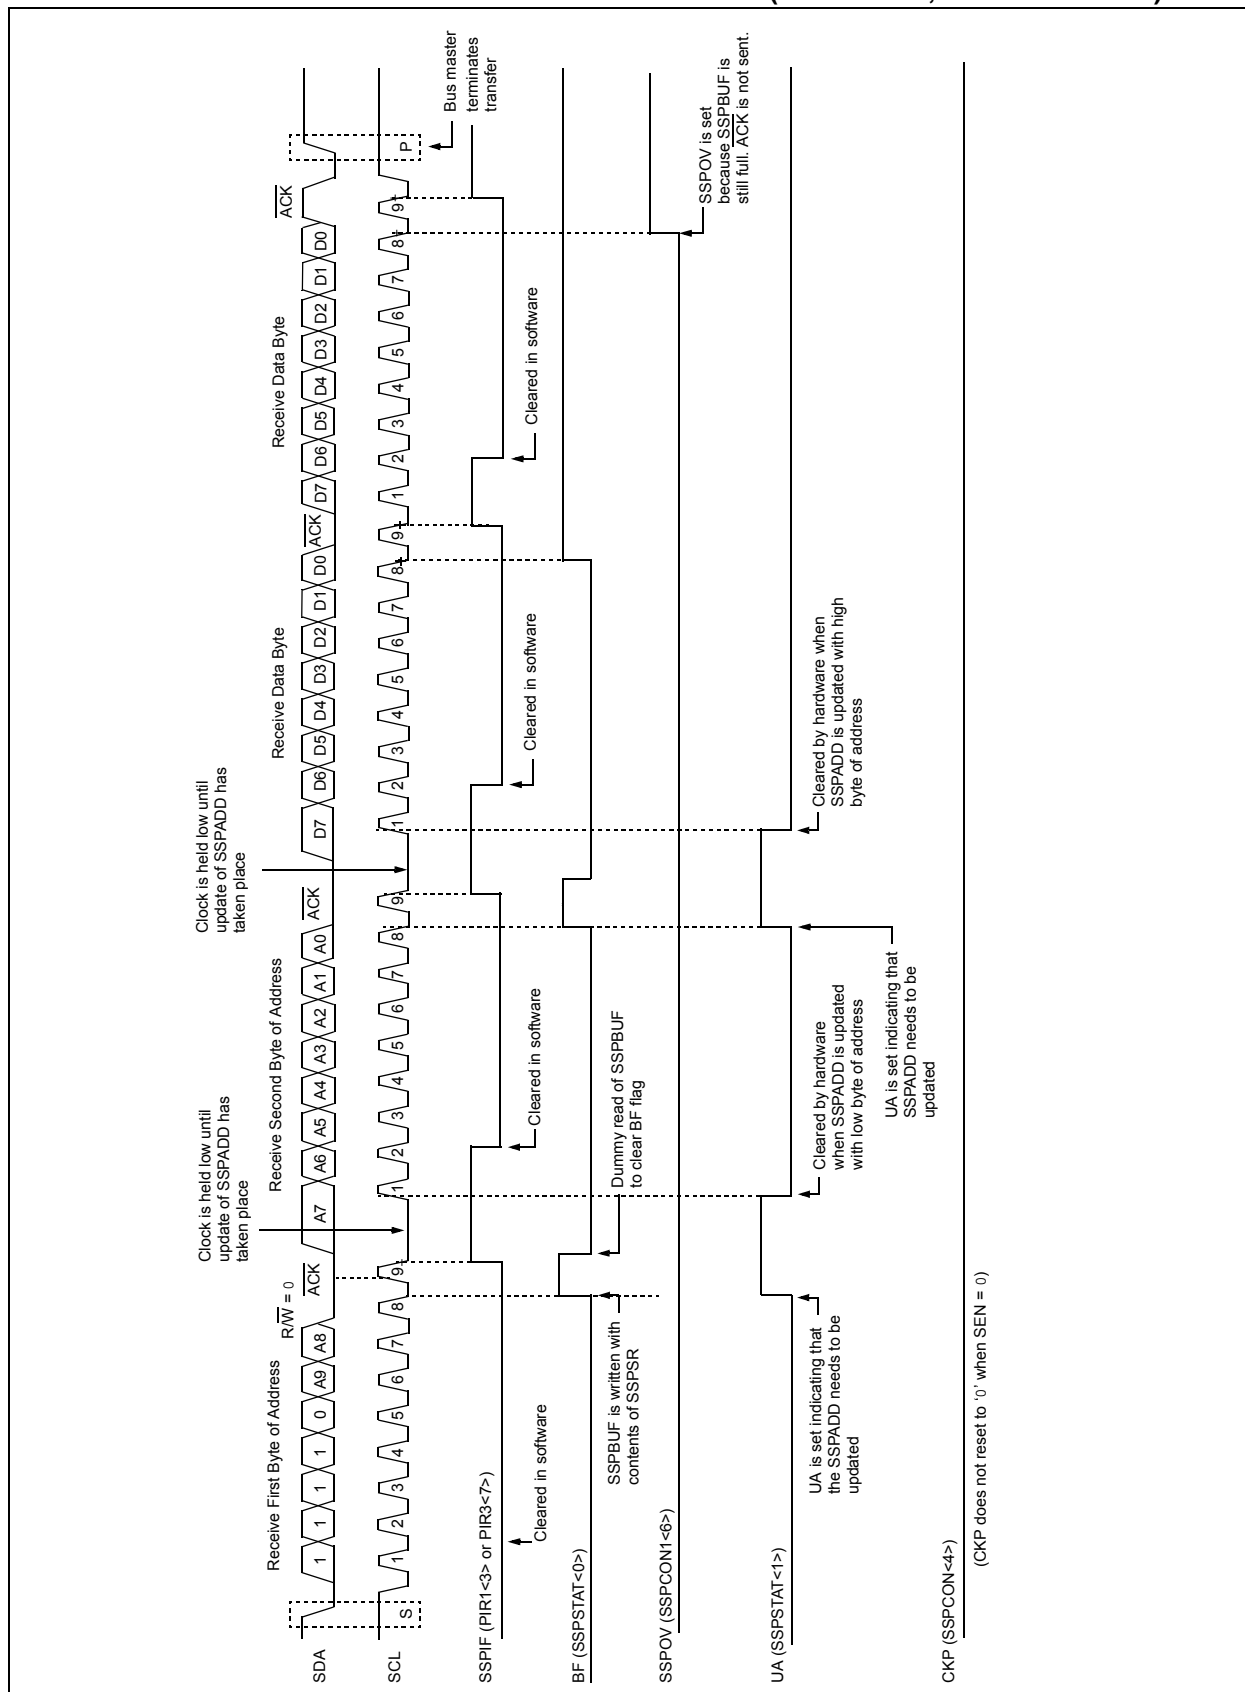 Receive First Byte of Address
R/W = 0
ACK
Clock is held low until
update of SSPADD has
taken place
Receive Second Byte of Address
ACK
Clock is held low until
update of SSPADD has
taken place
Receive Data Byte
ACK
Receive Data Byte
ACK
SDA
1 1 1 1 0 A9 A8 A7 A6 A5 A4 A3 A2 A1 A0 D7 D6 D5 D4 D3 D2 D1 D0 D7 D6 D5 D4 D3 D2 D1 D0
SCL
S 1 2 3 4 5 6 7 8 9 1 2 3 4 5 6 7 8 9 1 2 3 4 5 6 7 8 9 1 2 3 4 5 6 7 8 9 P
Bus master
terminates
transfer
SSPIF (PIR1<3> or PIR3<7>)
Cleared in software
Cleared in software
Cleared in software
Cleared in software
BF (SSPSTAT<0>)
SSPBUF is written with
contents of SSPSR
Dummy read of SSPBUF
to clear BF flag
SSPOV (SSPCON1<6>)
SSPOV is set
because SSPBUF is
still full. ACK is not sent.
UA (SSPSTAT<1>)
UA is set indicating that
the SSPADD needs to be
updated
Cleared by hardware
when SSPADD is updated
with low byte of address
UA is set indicating that
SSPADD needs to be
updated
Cleared by hardware when
SSPADD is updated with high
byte of address
CKP (SSPCON<4>)
(CKP does not reset to ‘0’ when SEN = 0)